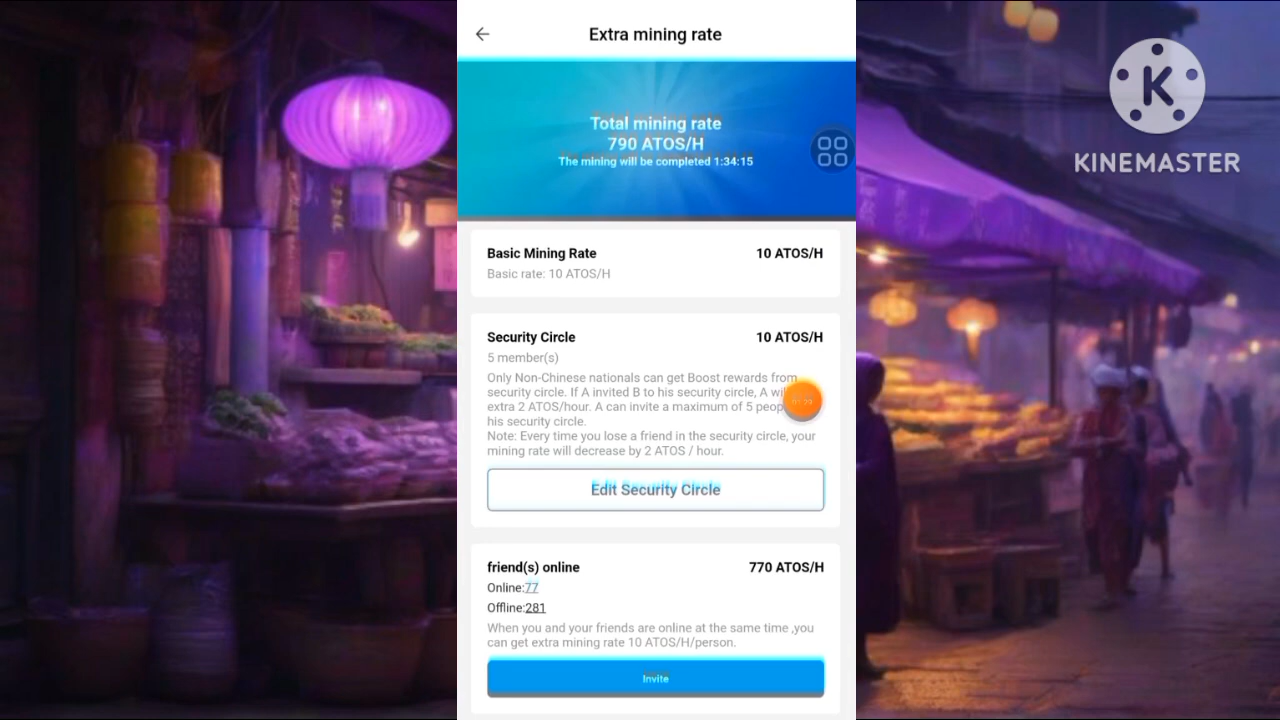 Extra mining rate
KINEMASTER
Total mining rate
790 ATOS/H
The mining will be completed 1:34:15
Basic Mining Rate 10 ATOS/H
Basic rate: 10 ATOS/H
Security Circle 10 ATOS/H
5 member(s)
Only Non-Chinese nationals can get Boost rewards from
security circle. If A invited B to his security circle, A
extra 2 ATOS/hour. A can invite a maximum of 5
his security circle.
Note: Every time you lose a friend in the security circle, your
mining rate will decrease by 2 ATOS / hour.
Edit Security Circle
friend(s) online 770 ATOS/H
Online:77
Offline:281
When you and your friends are online at the same time ,you
can get extra mining rate 10 ATOS/H/person.
Invite